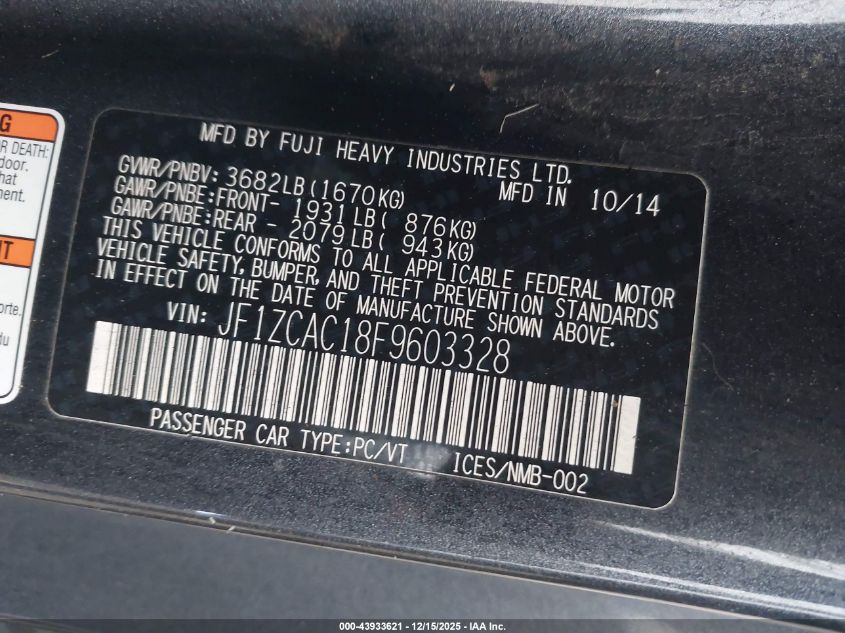 MFD BY FUJI HEAVY INDUSTRIES LTD.
GVWR/PNBV: 3682LB(1670KG) MFD IN 10/14
GAWR/PNBE:FRONT- 1931LB( 876KG)
GAWR/PNBE:REAR - 2079LB( 943KG)
THIS VEHICLE CONFORMS TO ALL APPLICABLE FEDERAL MOTOR
VEHICLE SAFETY, BUMPER, AND THEFT PREVENTION STANDARDS
IN EFFECT ON THE DATE OF MANUFACTURE SHOWN ABOVE.
VIN: JF1ZCAC18F9603328
PASSENGER CAR TYPE:PC/VT ICES/NMB-002
DEATH:
000-43933621 - 12/15/2025 - IAA Inc.